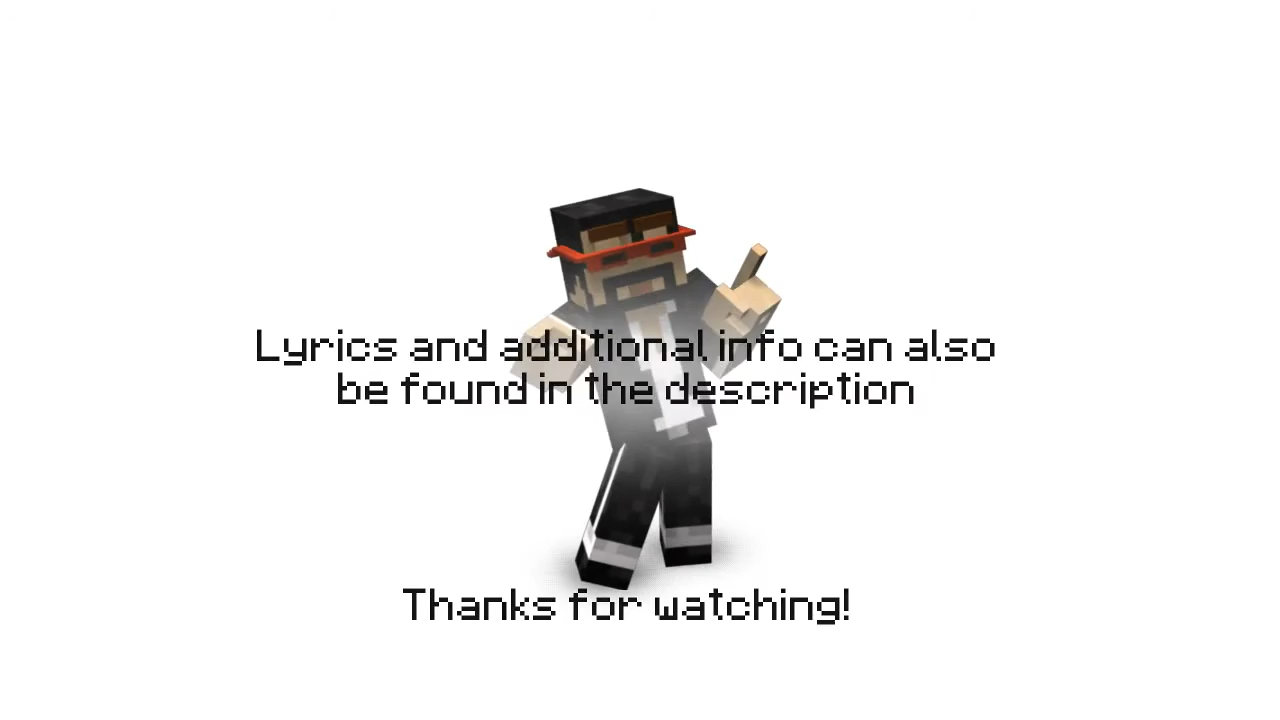 Lyrics and additional info can also
be found in the description
Thanks for watching!